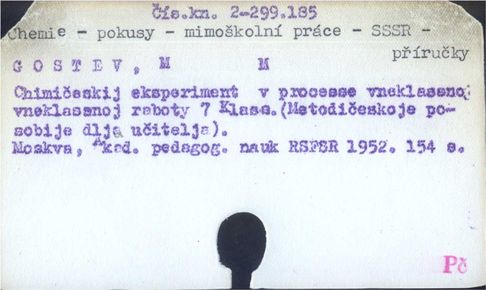 Čís.kn. 2-299.185
Chemie - pokusy - mimoškolní práce - SSSR -
příručky
GOSTEV, M M
Chimičeskij eksperiment v processe vneklassnoj
vneklassnoj raboty 7 Klass.(Metodičeskoje po-
sobije dlja učitelja).
Moskva, Akad. pedagog. nauk RSFSR 1952. 154 s.
Pč